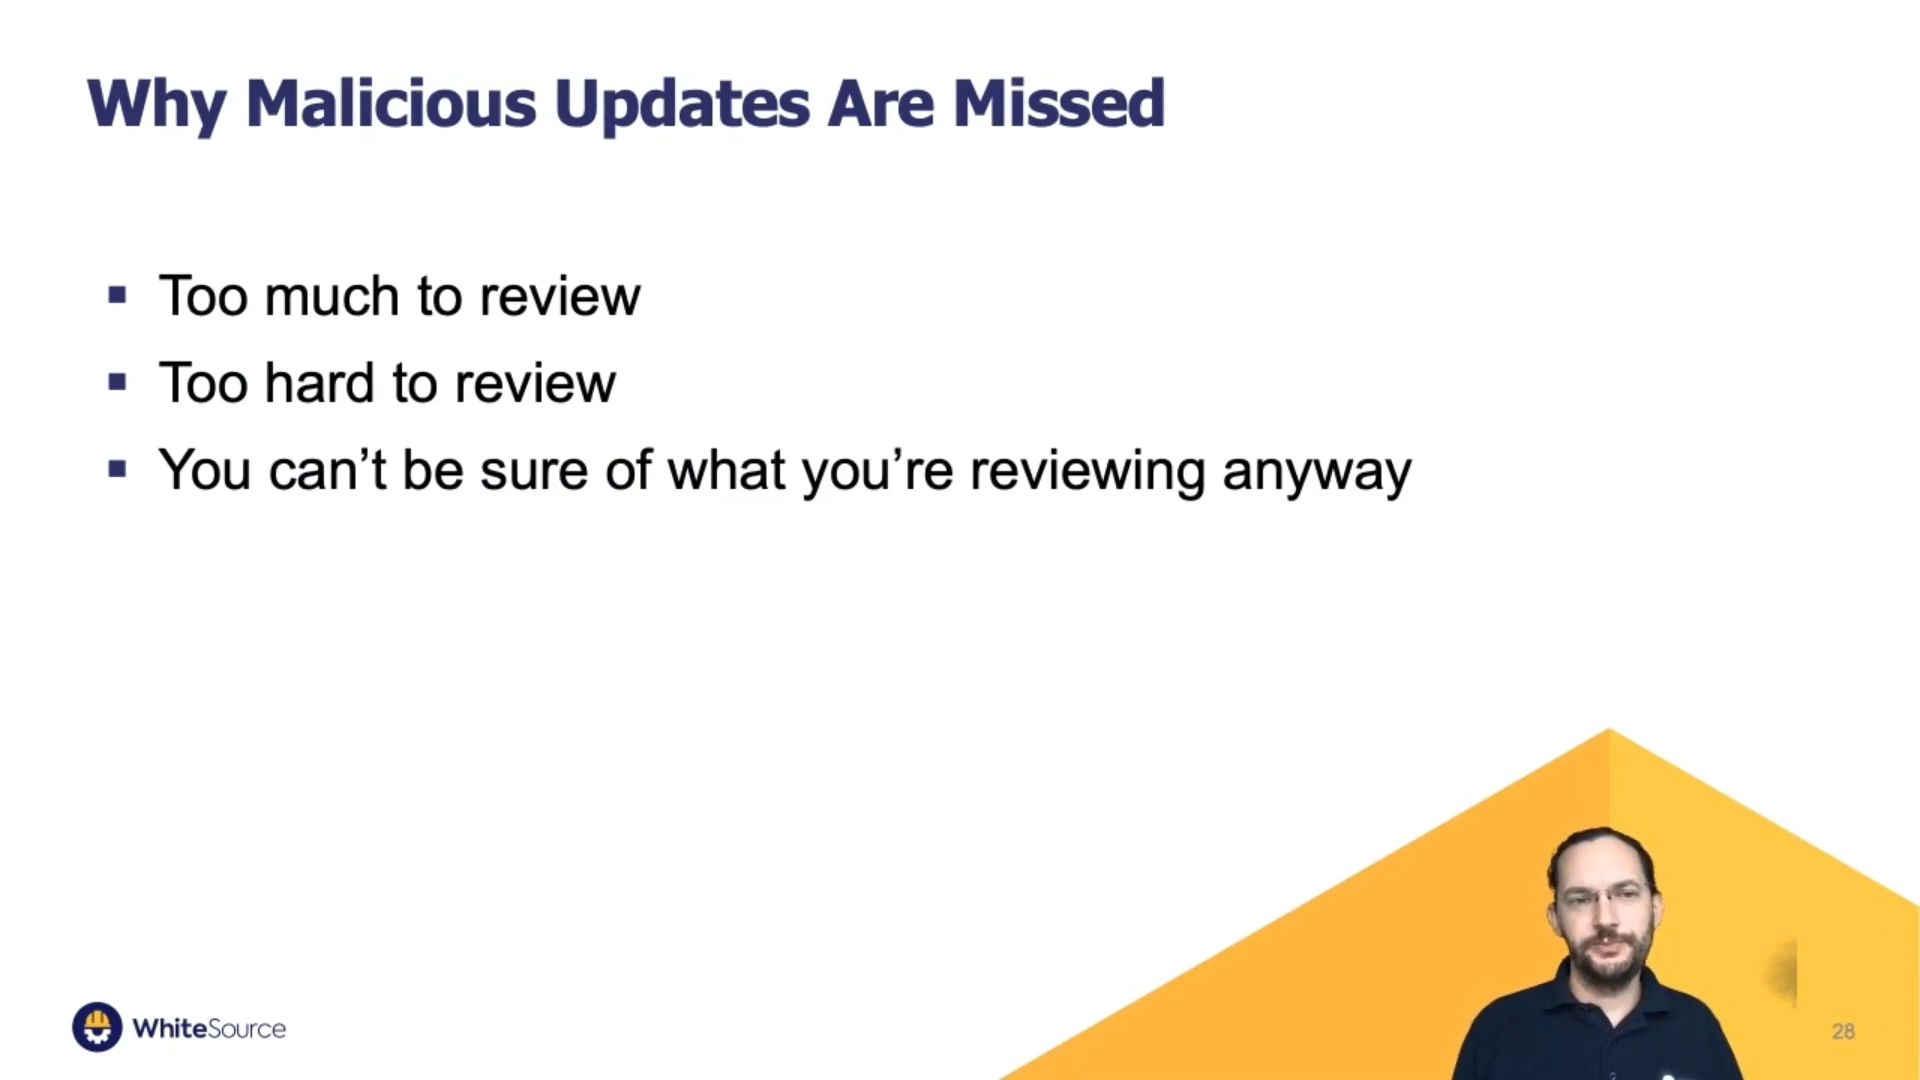 Why Malicious Updates Are Missed
Too much to review
Too hard to review
You can’t be sure of what you’re reviewing anyway
WhiteSource
28